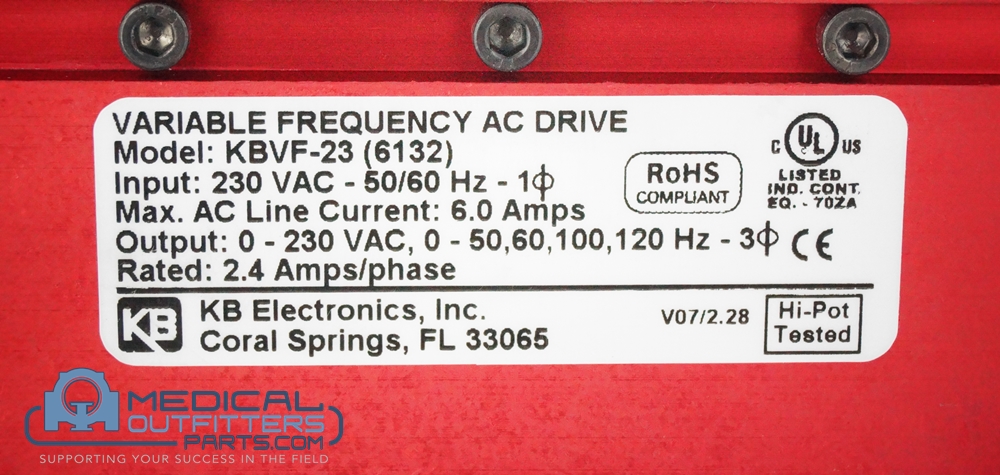 VARIABLE FREQUENCY AC DRIVE
Model: KBVF-23 (6132)
Input: 230 VAC - 50/60 Hz - 1ϕ
Max. AC Line Current: 6.0 Amps
Output: 0 - 230 VAC, 0 - 50,60,100,120 Hz - 3ϕ CE
Rated: 2.4 Amps/phase
RoHS
COMPLIANT
C UL US
LISTED
IND. CONT.
EQ. - 70ZA
KB
KB Electronics, Inc.
Coral Springs, FL 33065
V07/2.28
Hi-Pot
Tested
MEDICAL
OUTFITTERS
PARTS.COM
SUPPORTING YOUR SUCCESS IN THE FIELD